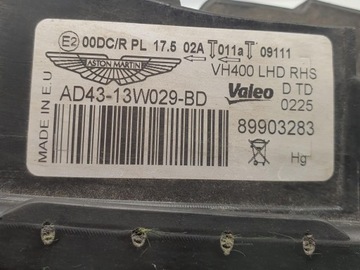 E2 00DC/R PL 17.5 02A T011a T 09111
ASTON MARTIN
VH400 LHD RHS
AD43-13W029-BD
Valeo D TD
0225
MADE IN E.U
89903283
Hg